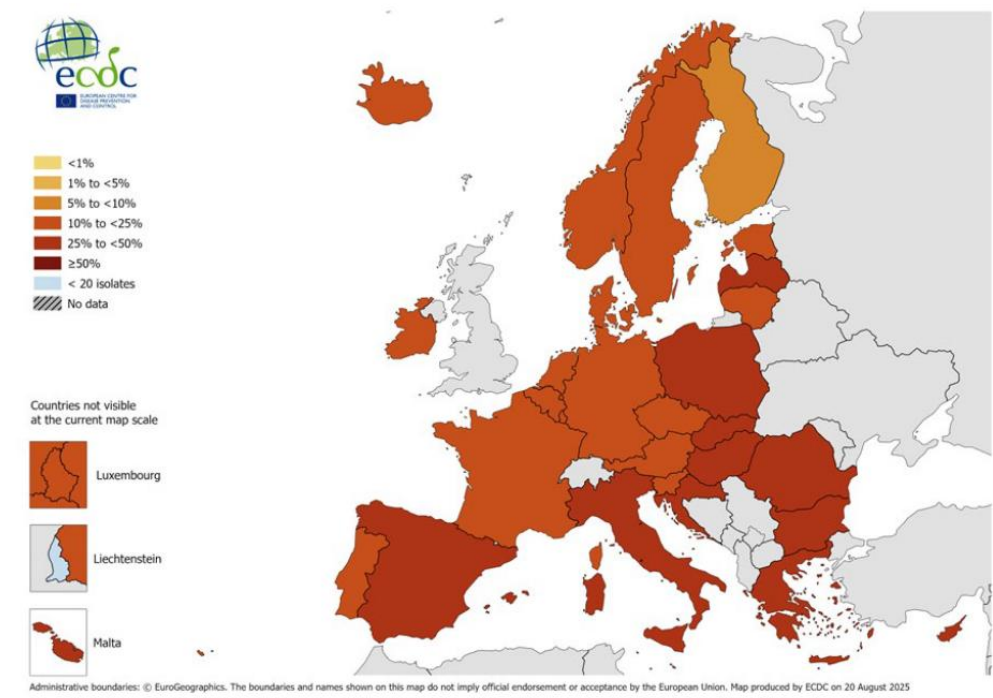 ecdc
EUROPEAN CENTRE FOR
DISEASE PREVENTION
AND CONTROL
<1%
1% to <5%
5% to <10%
10% to <25%
25% to <50%
≥50%
< 20 isolates
No data
Countries not visible
at the current map scale
Luxembourg
Liechtenstein
Malta
Administrative boundaries: © EuroGeographics. The boundaries and names shown on this map do not imply official endorsement or acceptance by the European Union. Map produced by ECDC on 20 August 2025